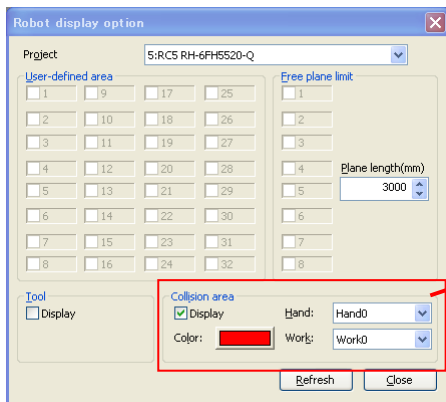 Robot display option
Project 5:RC5 RH-6FH5520-Q
User-defined area Free plane limit
1 9 17 25 1
2 10 18 26 2
3 11 19 27 3
4 12 20 28 4 Plane length(mm)
5 13 21 29 5 3000
6 14 22 30 6
7 15 23 31 7
8 16 24 32 8
Tool Collision area
Display Display Hand: Hand0
Color: Work: Work0
Refresh Close